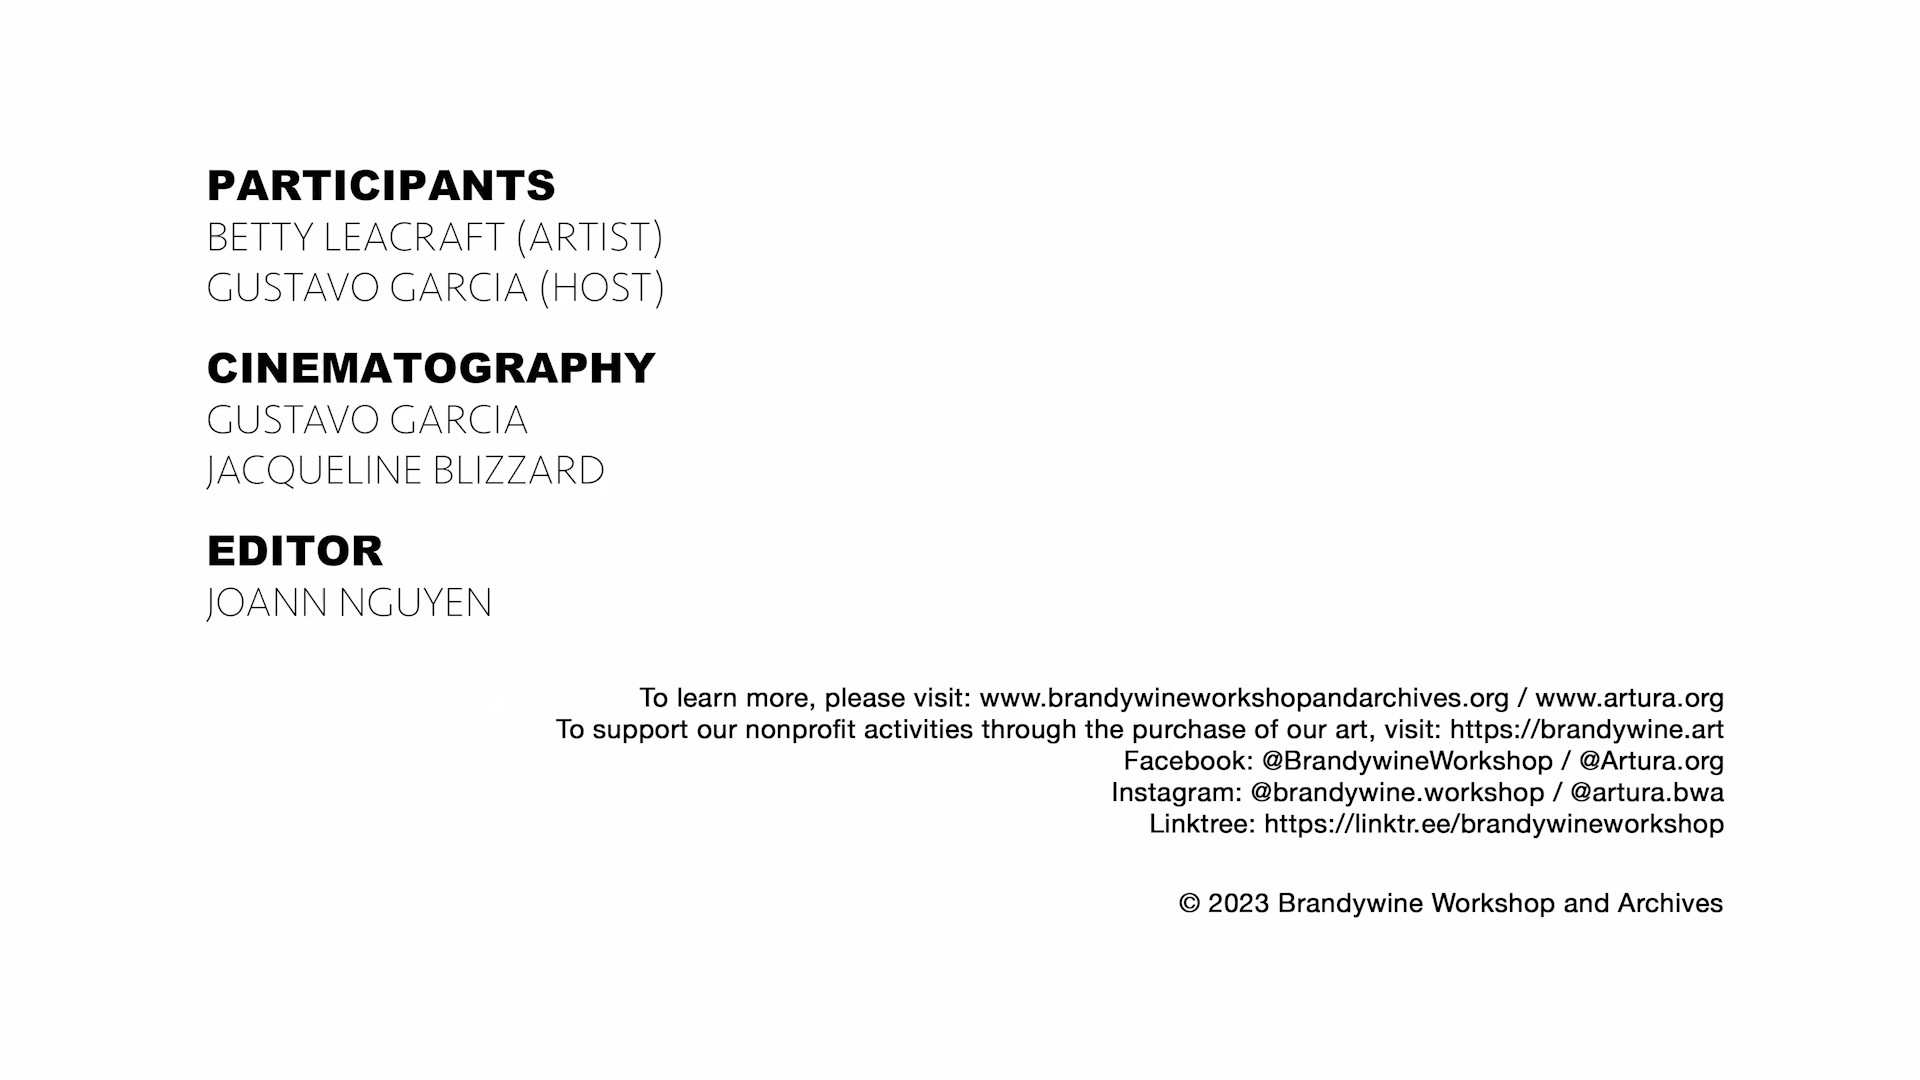 PARTICIPANTS
BETTY LEACRAFT (ARTIST)
GUSTAVO GARCIA (HOST)
CINEMATOGRAPHY
GUSTAVO GARCIA
JACQUELINE BLIZZARD
EDITOR
JOANN NGUYEN
To learn more, please visit: www.brandywineworkshopandarchives.org / www.artura.org
To support our nonprofit activities through the purchase of our art, visit: https://brandywine.art
Facebook: @BrandywineWorkshop / @Artura.org
Instagram: @brandywine.workshop / @artura.bwa
Linktree: https://linktr.ee/brandywineworkshop
© 2023 Brandywine Workshop and Archives